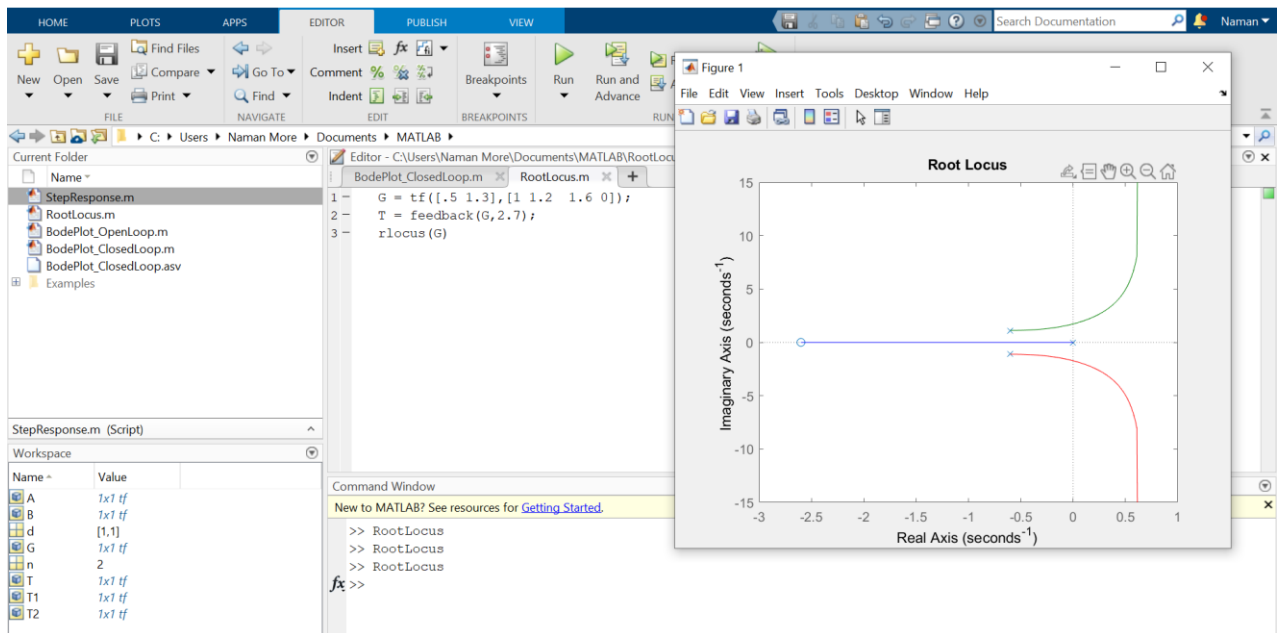 HOME PLOTS APPS EDITOR PUBLISH VIEW Search Documentation Naman
New Open Save Find Files Compare Print Go To Find Insert Comment Indent fx Breakpoints Run Run and Advance
FILE NAVIGATE EDIT BREAKPOINTS RUN
C: Users Naman More Documents MATLAB
Current Folder
Name
StepResponse.m
RootLocus.m
BodePlot_OpenLoop.m
BodePlot_ClosedLoop.m
BodePlot_ClosedLoop.asv
Examples
StepResponse.m (Script)
Workspace
Name Value
A 1x1 tf
B 1x1 tf
d [1,1]
G 1x1 tf
n 2
T 1x1 tf
T1 1x1 tf
T2 1x1 tf
Editor - C:\Users\Naman More\Documents\MATLAB\RootLocu
BodePlot_ClosedLoop.m RootLocus.m
1 - G = tf([.5 1.3],[1 1.2 1.6 0]);
2 - T = feedback(G,2.7);
3 - rlocus(G)
Command Window
New to MATLAB? See resources for Getting Started.
>> RootLocus
>> RootLocus
>> RootLocus
fx >>
Figure 1
File Edit View Insert Tools Desktop Window Help
Root Locus
Imaginary Axis (seconds-1)
15
10
5
0
-5
-10
-15
-3 -2.5 -2 -1.5 -1 -0.5 0 0.5 1
Real Axis (seconds-1)